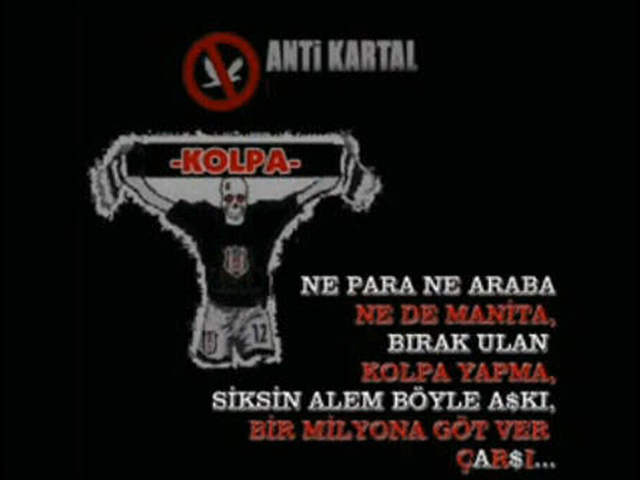 ANTİ KARTAL
-KOLPA-
12
NE PARA NE ARABA
NE DE MANİTA,
BIRAK ULAN
KOLPA YAPMA,
SİKSİN ALEM BÖYLE A$KI,
BİR MİLYONA GÖT VER
ÇAR$I...